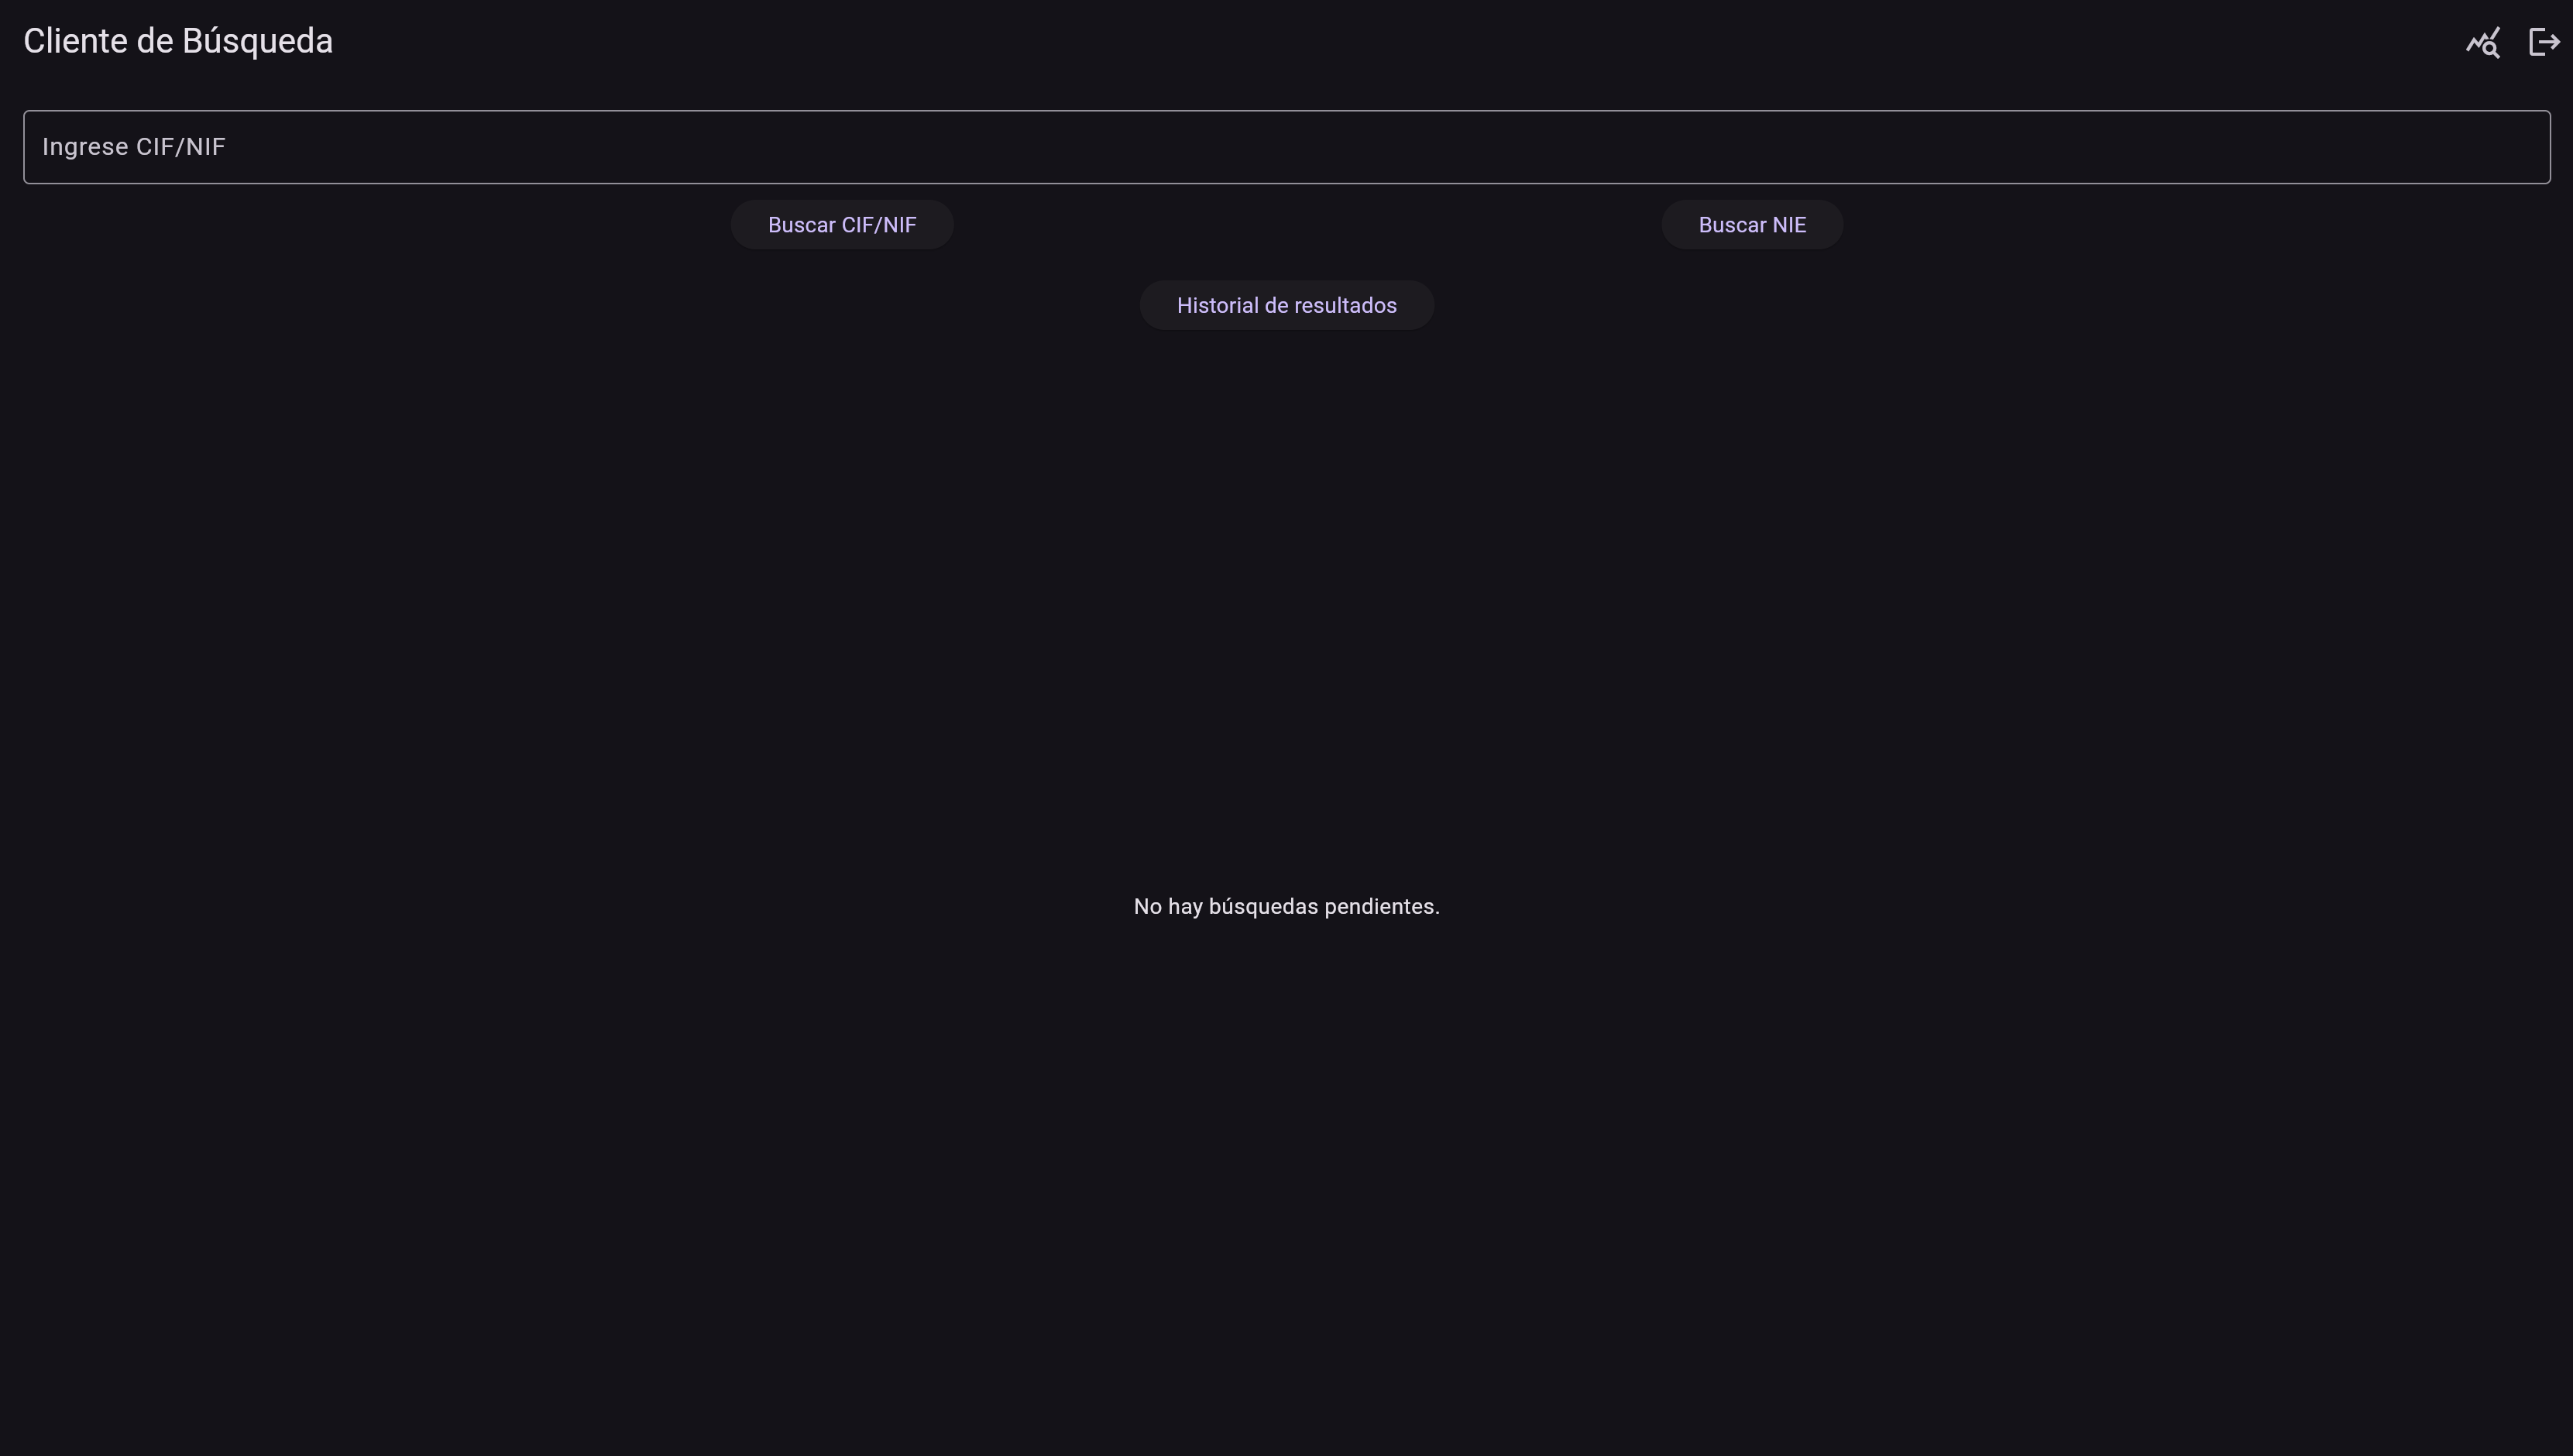 Cliente de Búsqueda
Ingrese CIF/NIF
Buscar CIF/NIF
Buscar NIE
Historial de resultados
No hay búsquedas pendientes.